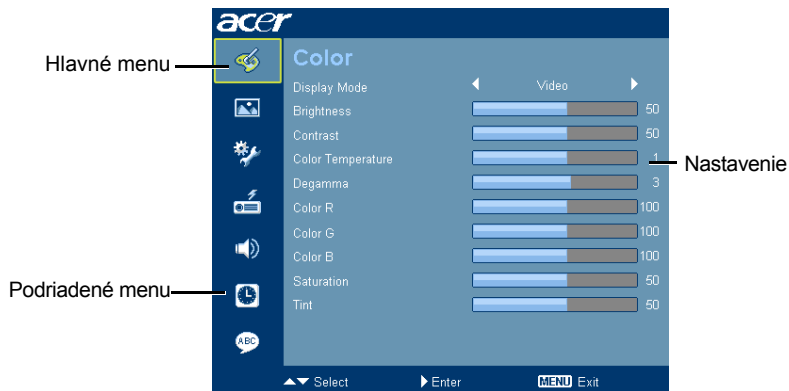 acer
Hlavné menu
Color
Display Mode Video
Brightness 50
Contrast 50
Color Temperature 1
Nastavenie
Degamma 3
Color R 100
Color G 100
Color B 100
Saturation 50
Podriadené menu
Tint 50
ABC
Select Enter MENU Exit